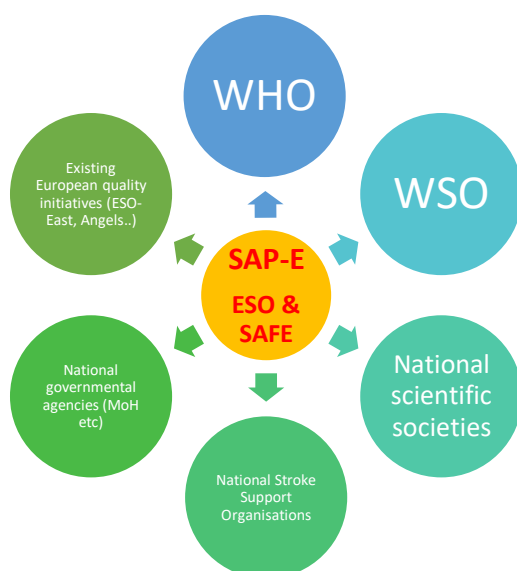 WHO
WSO
National
scientific
societies
National Stroke
Support
Organisations
National
governmental
agencies (MoH
etc)
Existing
European quality
initiatives (ESO-
East, Angels..)
SAP-E
ESO &
SAFE